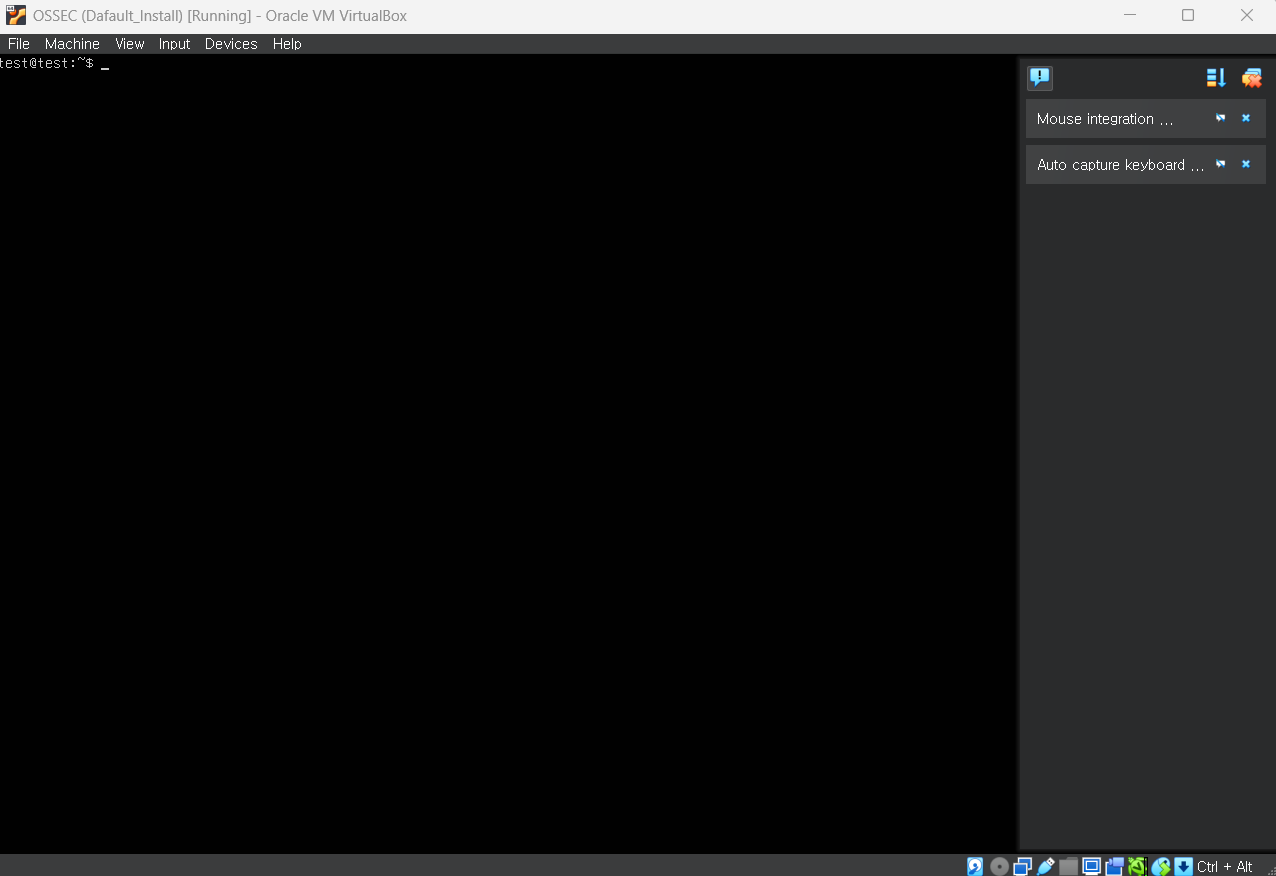 OSSEC (Dafault_Install) [Running] - Oracle VM VirtualBox
File Machine View Input Devices Help
test@test:~$ _
Mouse integration ...
Auto capture keyboard ...
Ctrl + Alt